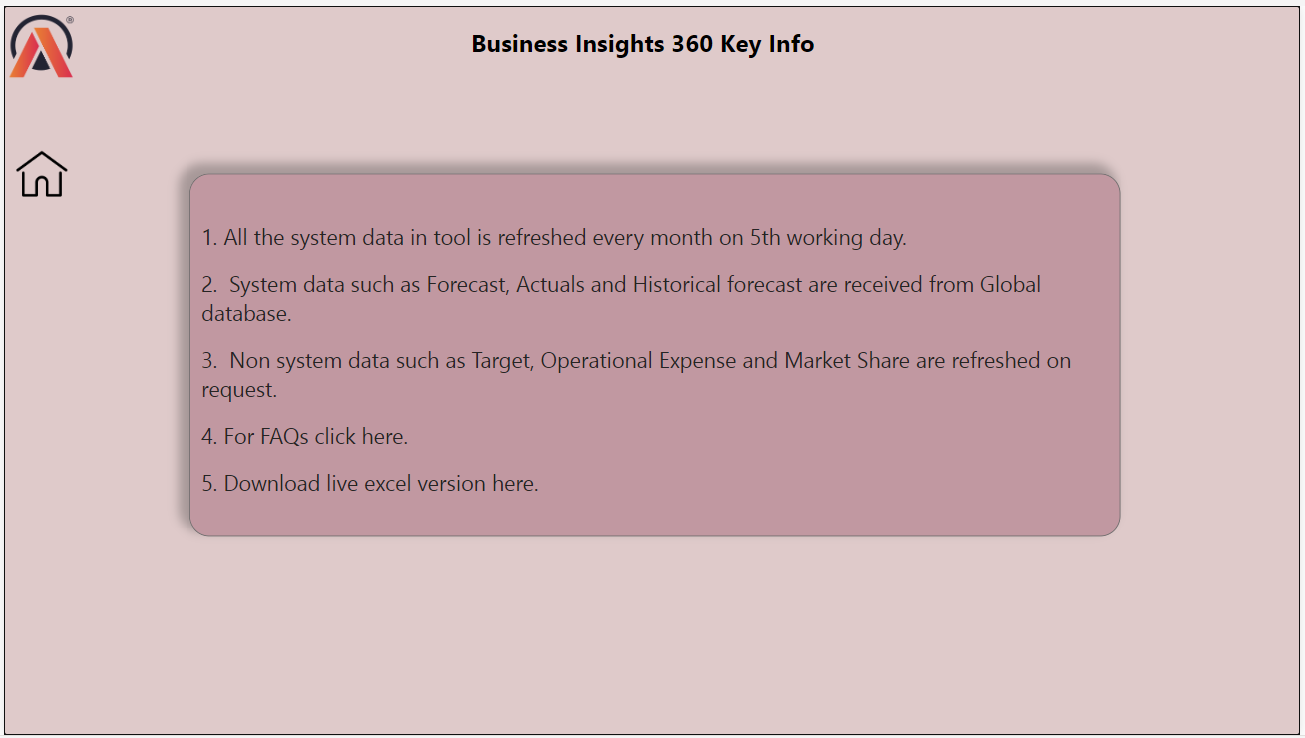 ®
Business Insights 360 Key Info
1. All the system data in tool is refreshed every month on 5th working day.
2.  System data such as Forecast, Actuals and Historical forecast are received from Global
database.
3.  Non system data such as Target, Operational Expense and Market Share are refreshed on
request.
4. For FAQs click here.
5. Download live excel version here.